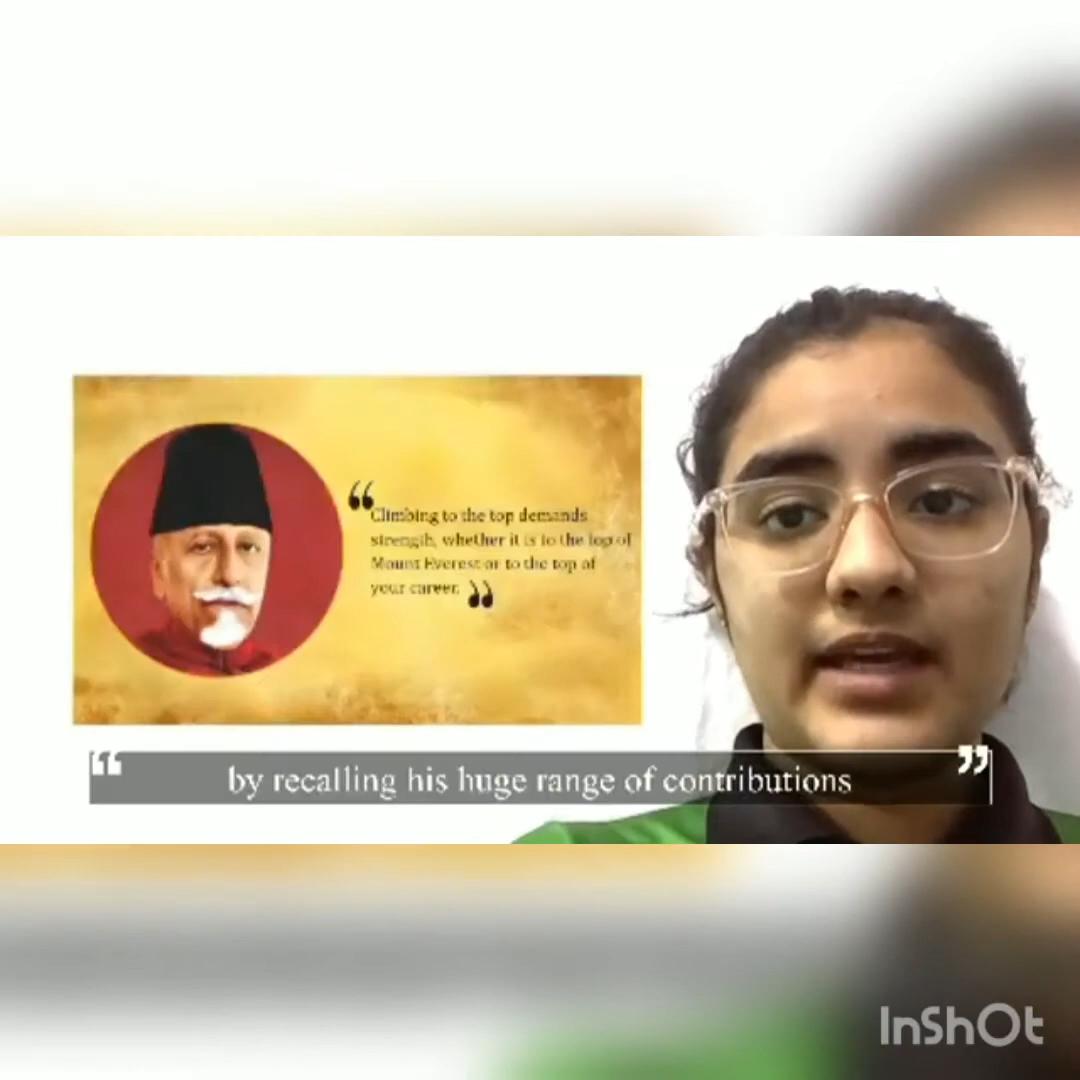 “Climbing to the top demands
strength, whether it is to the top of
Mount Everest or to the top of
your career. ”
“ by recalling his huge range of contributions ”
InShOt